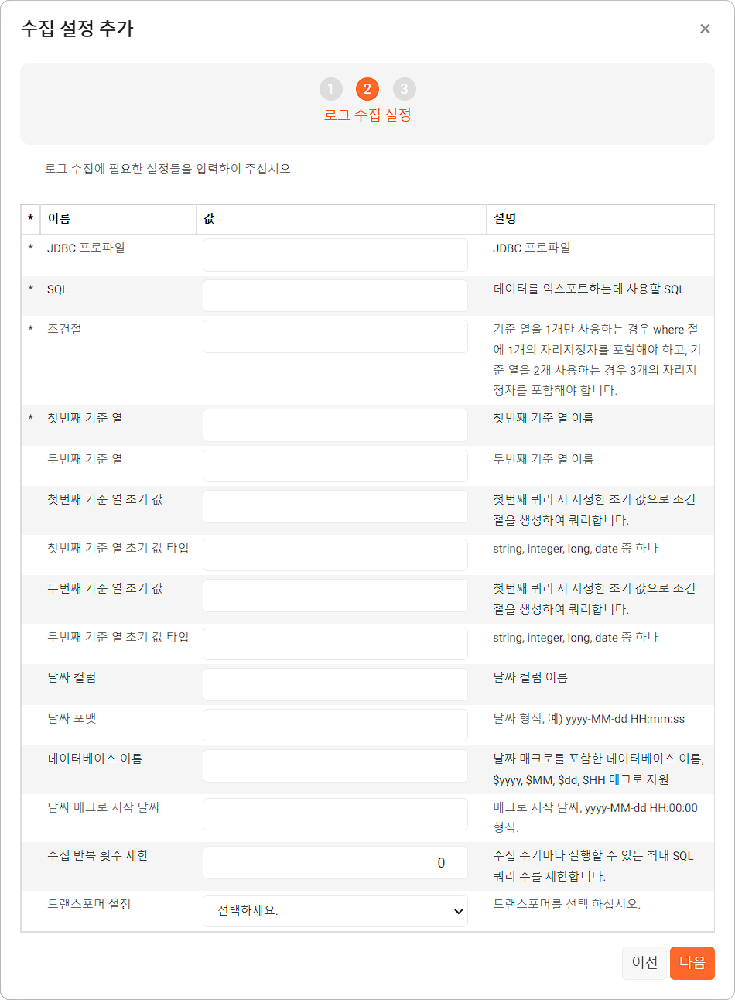 수집 설정 추가 ×
1 2 3
로그 수집 설정
로그 수집에 필요한 설정들을 입력하여 주십시오.
* 이름 값 설명
* JDBC 프로파일 JDBC 프로파일
* SQL 데이터를 익스포트하는데 사용할 SQL
* 조건절 기준 열을 1개만 사용하는 경우 where 절
에 1개의 자리지정자를 포함해야 하고, 기
준 열을 2개 사용하는 경우 3개의 자리지
정자를 포함해야 합니다.
* 첫번째 기준 열 첫번째 기준 열 이름
두번째 기준 열 두번째 기준 열 이름
첫번째 기준 열 초기 값 첫번째 쿼리 시 지정한 초기 값으로 조건
절을 생성하여 쿼리합니다.
첫번째 기준 열 초기 값 타입 string, integer, long, date 중 하나
두번째 기준 열 초기 값 첫번째 쿼리 시 지정한 초기 값으로 조건
절을 생성하여 쿼리합니다.
두번째 기준 열 초기 값 타입 string, integer, long, date 중 하나
날짜 컬럼 날짜 컬럼 이름
날짜 포맷 날짜 형식, 예) yyyy-MM-dd HH:mm:ss
데이터베이스 이름 날짜 매크로를 포함한 데이터베이스 이름,
$yyyy, $MM, $dd, $HH 매크로 지원
날짜 매크로 시작 날짜 매크로 시작 날짜, yyyy-MM-dd HH:00:00
형식.
수집 반복 횟수 제한 0 수집 주기마다 실행할 수 있는 최대 SQL
쿼리 수를 제한합니다.
트랜스포머 설정 선택하세요. 트랜스포머를 선택 하십시오.
이전 다음